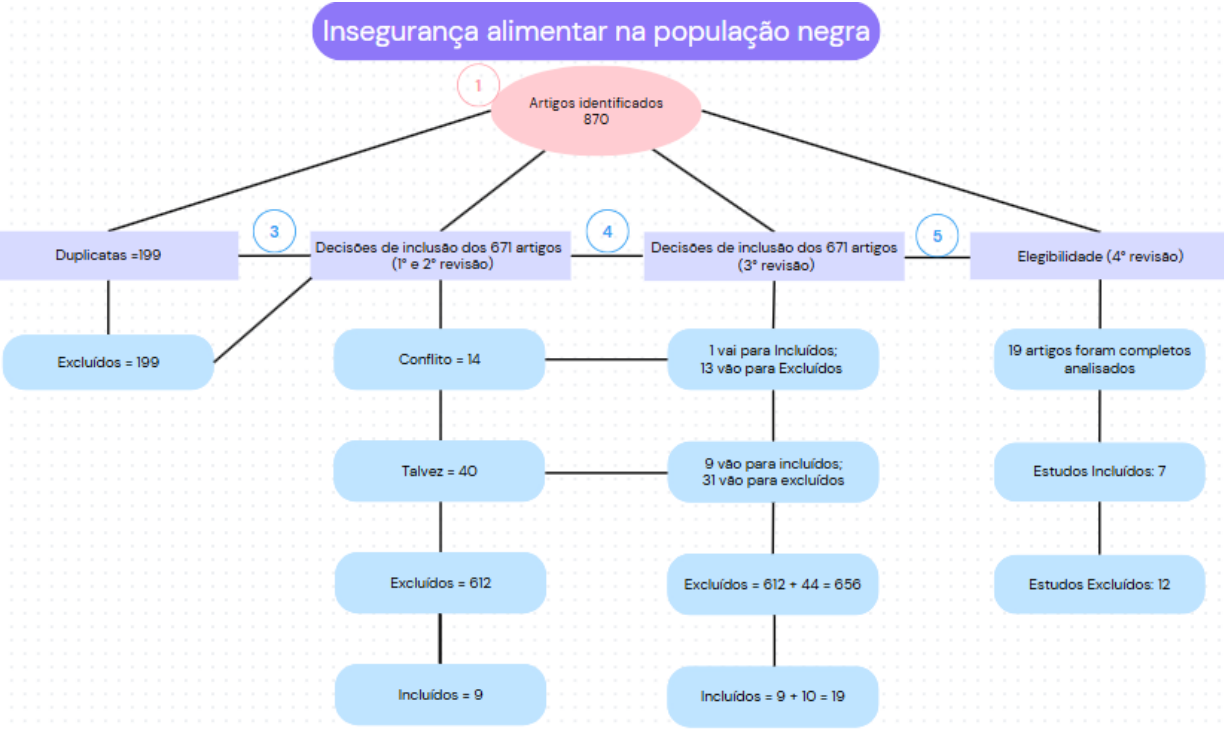 Insegurança alimentar na população negra
1
Artigos identificados
870
3
4
5
Duplicatas =199
Decisões de inclusão dos 671 artigos
(1° e 2° revisão)
Decisões de inclusão dos 671 artigos
(3° revisão)
Elegibilidade (4° revisão)
Excluídos = 199
Conflito = 14
1 vai para Incluídos;
13 vão para Excluídos
19 artigos foram completos
analisados
Talvez = 40
9 vão para incluídos;
31 vão para excluídos
Estudos Incluídos: 7
Excluídos = 612
Excluídos = 612 + 44 = 656
Estudos Excluídos: 12
Incluídos = 9
Incluídos = 9 + 10 = 19